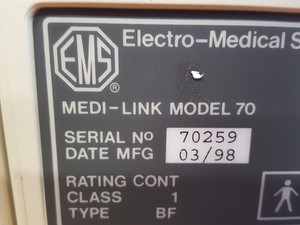 EMS ® Electro-Medical S
MEDI-LINK MODEL 70
SERIAL Nº 70259
DATE MFG 03/98
RATING CONT
CLASS 1
TYPE BF